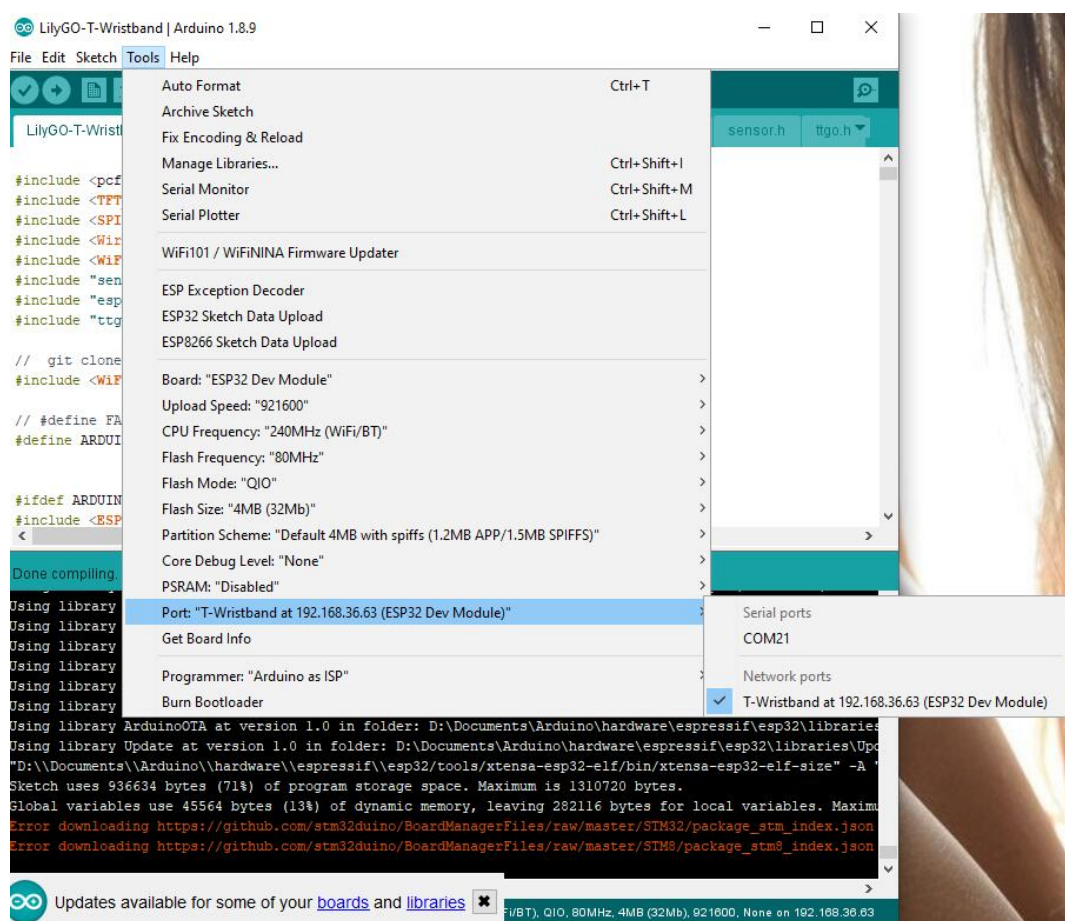 LilyGO-T-Wristband | Arduino 1.8.9
File Edit Sketch Tools Help
LilyGO-T-Wrist
sensor.h
ttgo.h
Auto Format Ctrl+T
Archive Sketch
Fix Encoding & Reload
Manage Libraries... Ctrl+Shift+I
Serial Monitor Ctrl+Shift+M
Serial Plotter Ctrl+Shift+L
WiFi101 / WiFiNINA Firmware Updater
ESP Exception Decoder
ESP32 Sketch Data Upload
ESP8266 Sketch Data Upload
Board: "ESP32 Dev Module"
Upload Speed: "921600"
CPU Frequency: "240MHz (WiFi/BT)"
Flash Frequency: "80MHz"
Flash Mode: "QIO"
Flash Size: "4MB (32Mb)"
Partition Scheme: "Default 4MB with spiffs (1.2MB APP/1.5MB SPIFFS)"
Core Debug Level: "None"
PSRAM: "Disabled"
Port: "T-Wristband at 192.168.36.63 (ESP32 Dev Module)"
Get Board Info
Programmer: "Arduino as ISP"
Burn Bootloader
Serial ports
COM21
Network ports
T-Wristband at 192.168.36.63 (ESP32 Dev Module)
#include <pcf
#include <TFT
#include <SPI
#include <Wir
#include <WiF
#include "sen
#include "esp
#include "ttg
// git clone
#include <WiF
// #define FA
#define ARDUI
#ifdef ARDUIN
#include <ESP
Done compiling.
Using library
Using library
Using library
Using library
Using library
Using library
Using library ArduinoOTA at version 1.0 in folder: D:\Documents\Arduino\hardware\espressif\esp32\libraries
Using library Update at version 1.0 in folder: D:\Documents\Arduino\hardware\espressif\esp32\libraries\Upd
"D:\\Documents\\Arduino\\hardware\\espressif\\esp32/tools/xtensa-esp32-elf/bin/xtensa-esp32-elf-size" -A "
Sketch uses 936634 bytes (71%) of program storage space. Maximum is 1310720 bytes.
Global variables use 45564 bytes (13%) of dynamic memory, leaving 282116 bytes for local variables. Maximu
Error downloading https://github.com/stm32duino/BoardManagerFiles/raw/master/STM32/package_stm_index.json
Error downloading https://github.com/stm32duino/BoardManagerFiles/raw/master/STM8/package_stm8_index.json
Updates available for some of your boards and libraries
Fi/BT), QIO, 80MHz, 4MB (32Mb), 921600, None on 192.168.36.63